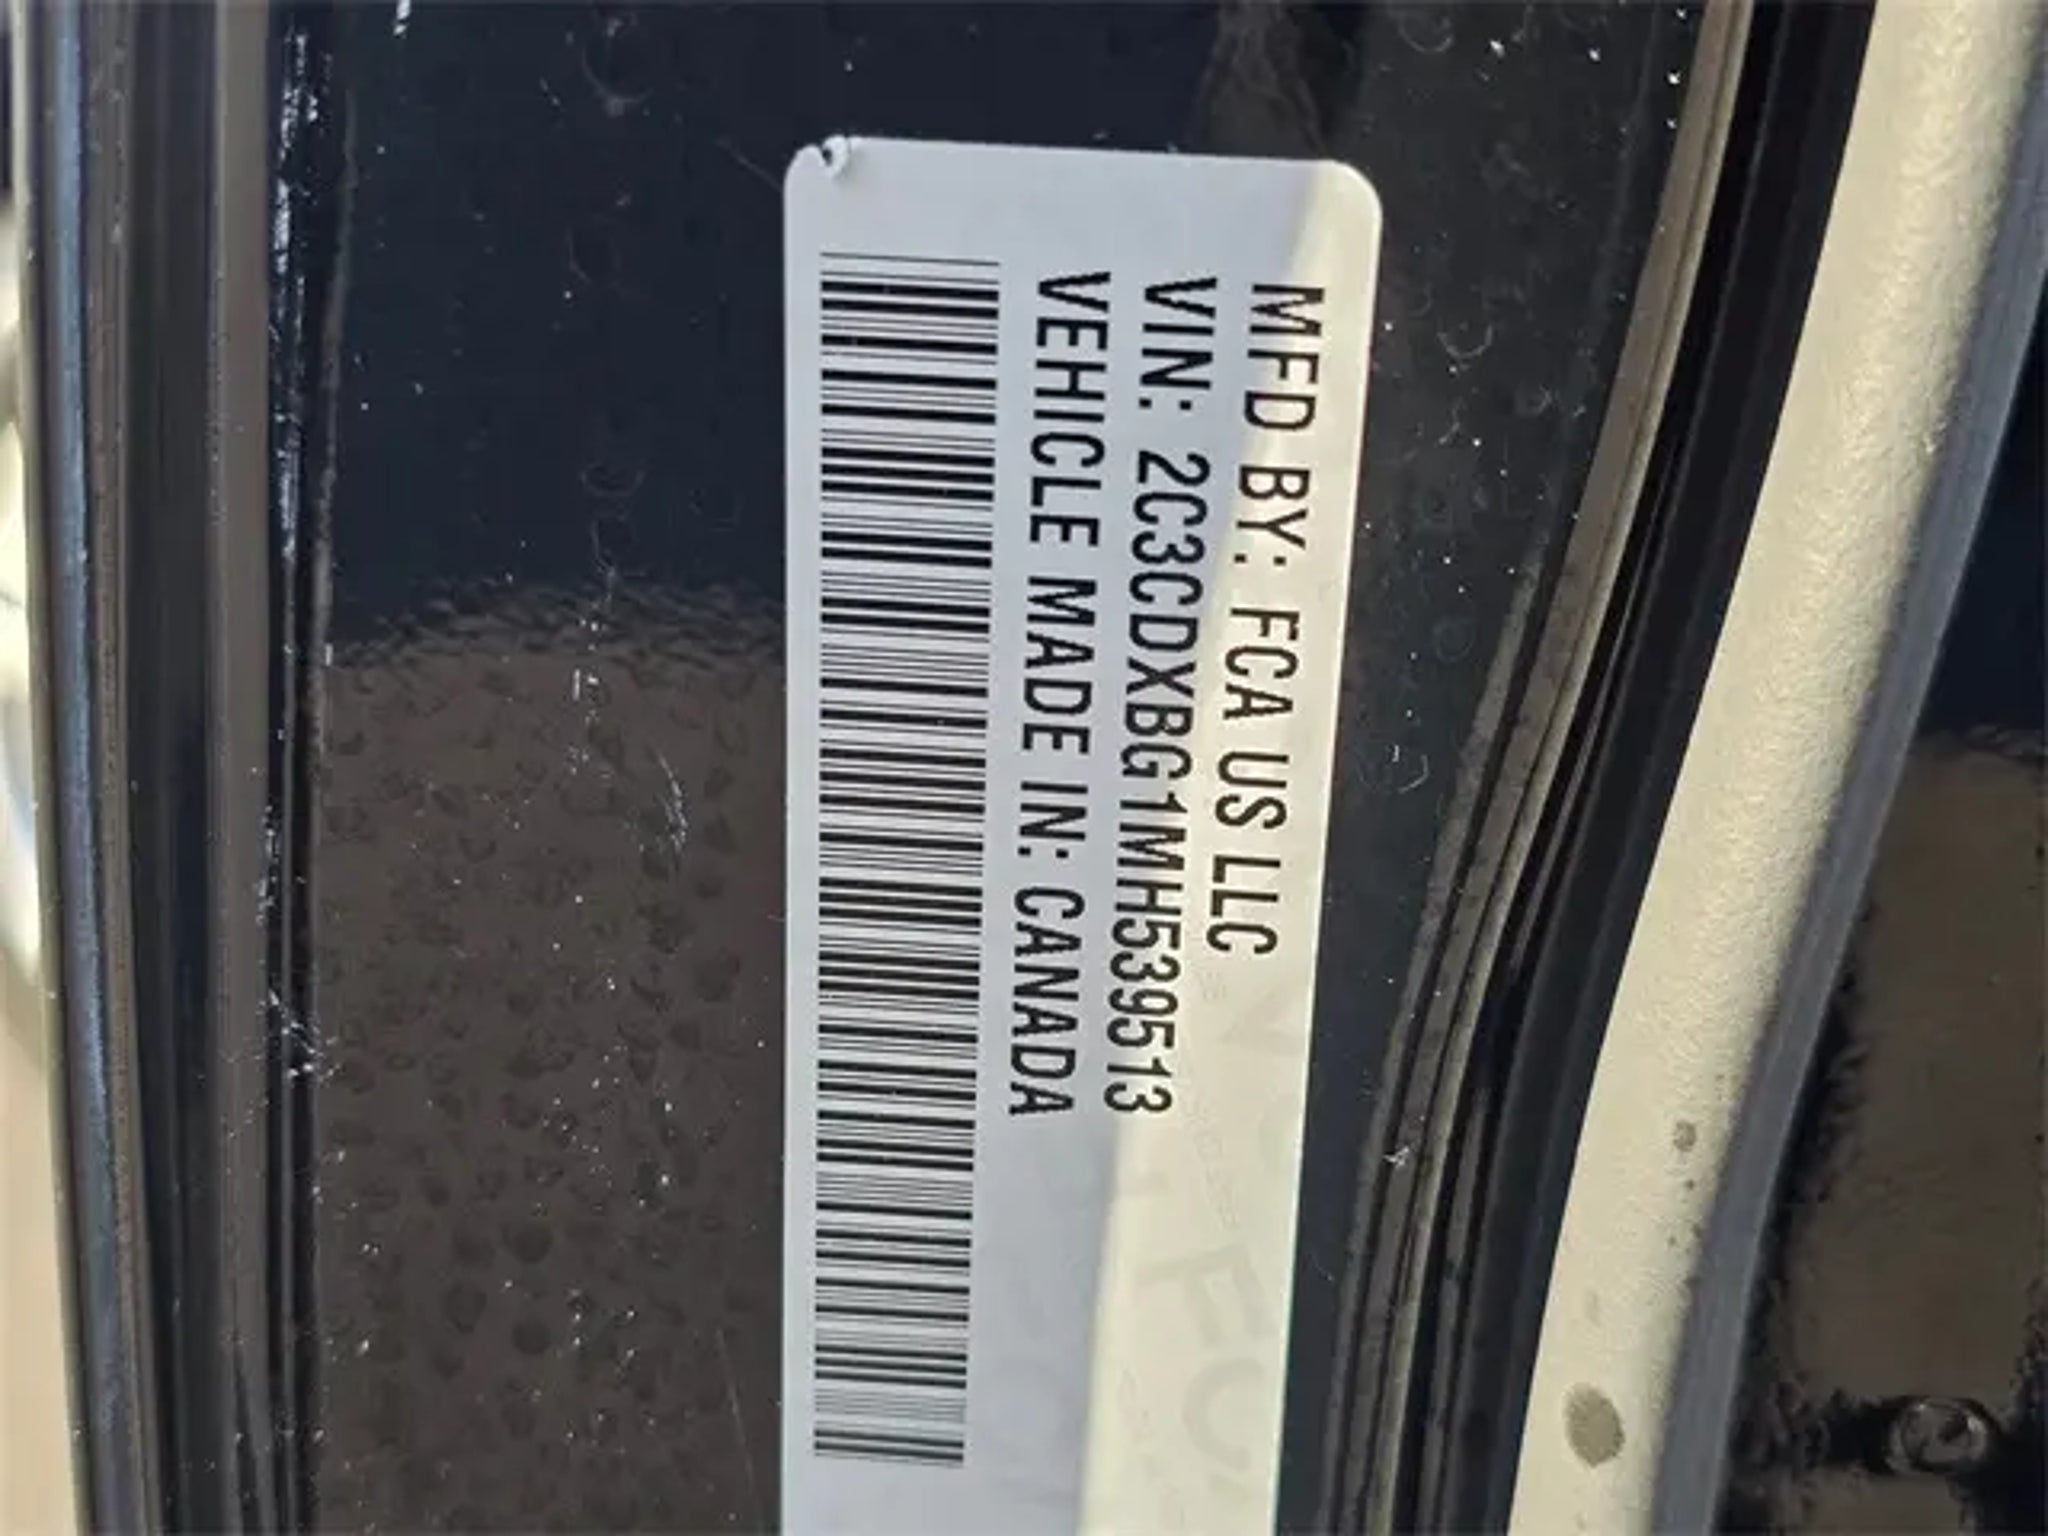 MFD BY: FCA US LLC
VIN: 2C3CDXBG1MH539513
VEHICLE MADE IN: CANADA